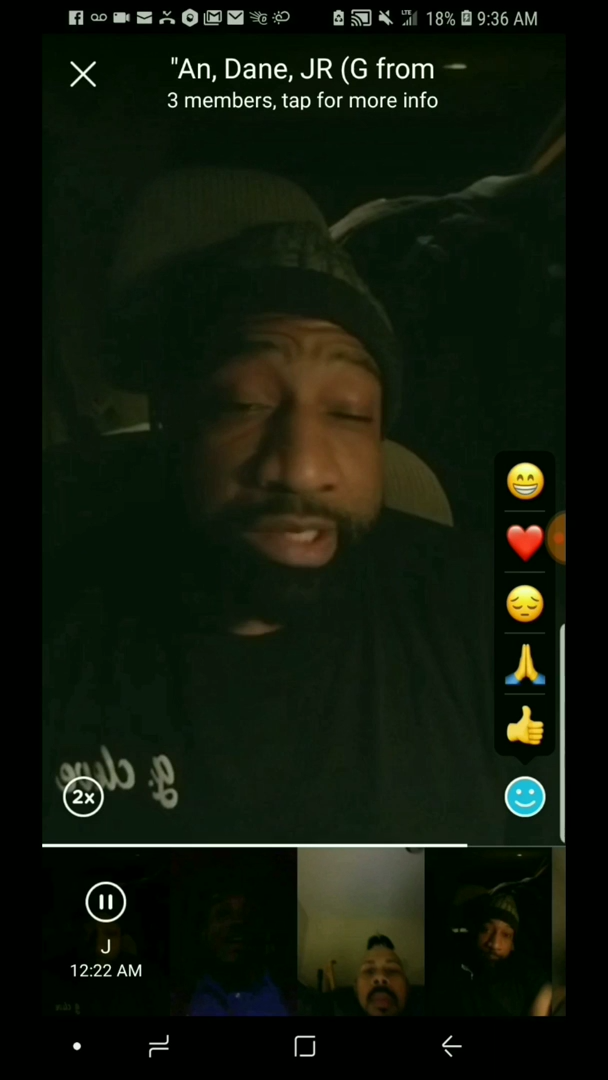 18% 9:36 AM
"An, Dane, JR (G from
3 members, tap for more info
2x
J
12:22 AM